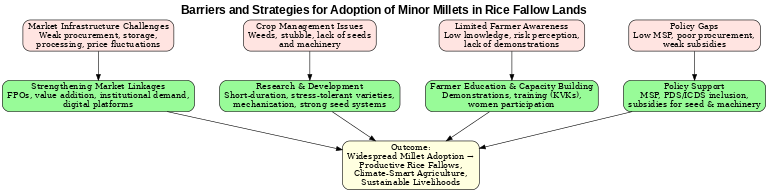 Barriers and Strategies for Adoption of Minor Millets in Rice Fallow Lands
Market Infrastructure Challenges
Weak procurement, storage,
processing, price fluctuations
Crop Management Issues
Weeds, stubble, lack of seeds
and machinery
Limited Farmer Awareness
Low knowledge, risk perception,
lack of demonstrations
Policy Gaps
Low MSP, poor procurement,
weak subsidies
Strengthening Market Linkages
FPOs, value addition, institutional demand,
digital platforms
Research & Development
Short-duration, stress-tolerant varieties,
mechanization, strong seed systems
Farmer Education & Capacity Building
Demonstrations, training (KVKs),
women participation
Policy Support
MSP, PDS/ICDS inclusion,
subsidies for seed & machinery
Outcome:
Widespread Millet Adoption →
Productive Rice Fallows,
Climate-Smart Agriculture,
Sustainable Livelihoods